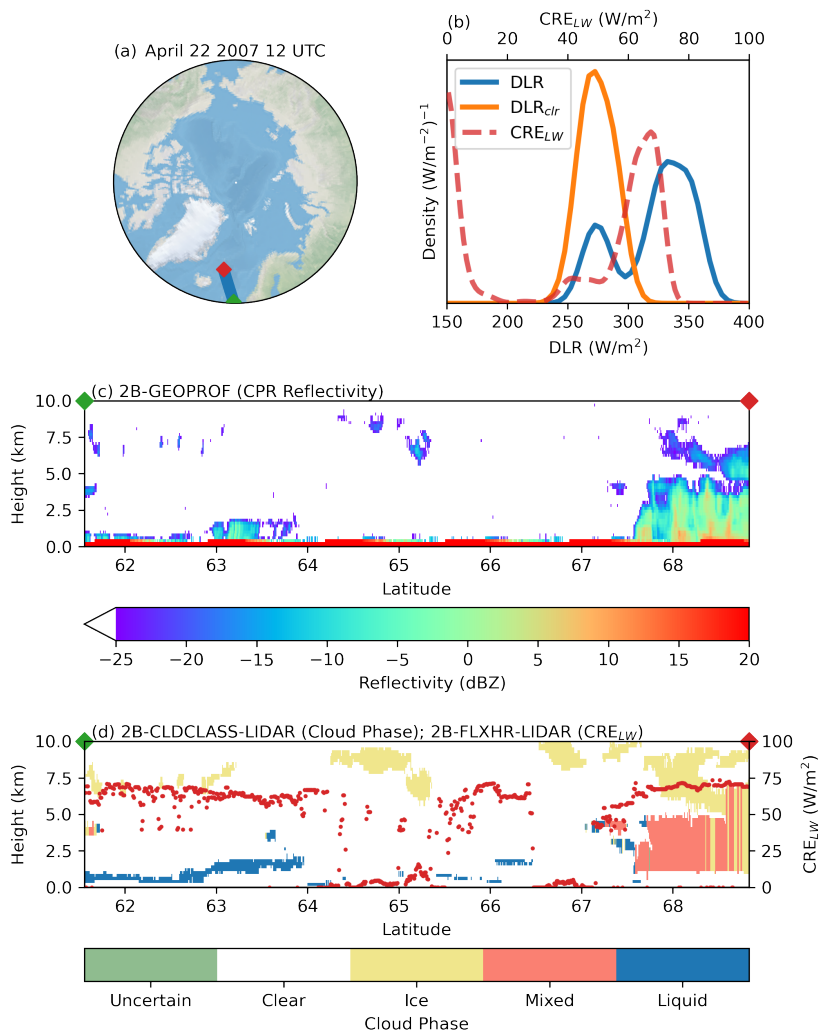 (a) April 22 2007 12 UTC
(b)
CRE_LW (W/m²)
0 20 40 60 80 100
DLR
DLR_clr
CRE_LW
Density (W/m⁻²)⁻¹
150 200 250 300 350 400
DLR (W/m²)
(c) 2B-GEOPROF (CPR Reflectivity)
10.0
7.5
5.0
2.5
0.0
Height (km)
62 63 64 65 66 67 68
Latitude
−25 −20 −15 −10 −5 0 5 10 15 20
Reflectivity (dBZ)
(d) 2B-CLDCLASS-LIDAR (Cloud Phase); 2B-FLXHR-LIDAR (CRE_LW)
10.0
7.5
5.0
2.5
0.0
Height (km)
100
75
50
25
0
CRE_LW (W/m²)
62 63 64 65 66 67 68
Latitude
Uncertain Clear Ice Mixed Liquid
Cloud Phase